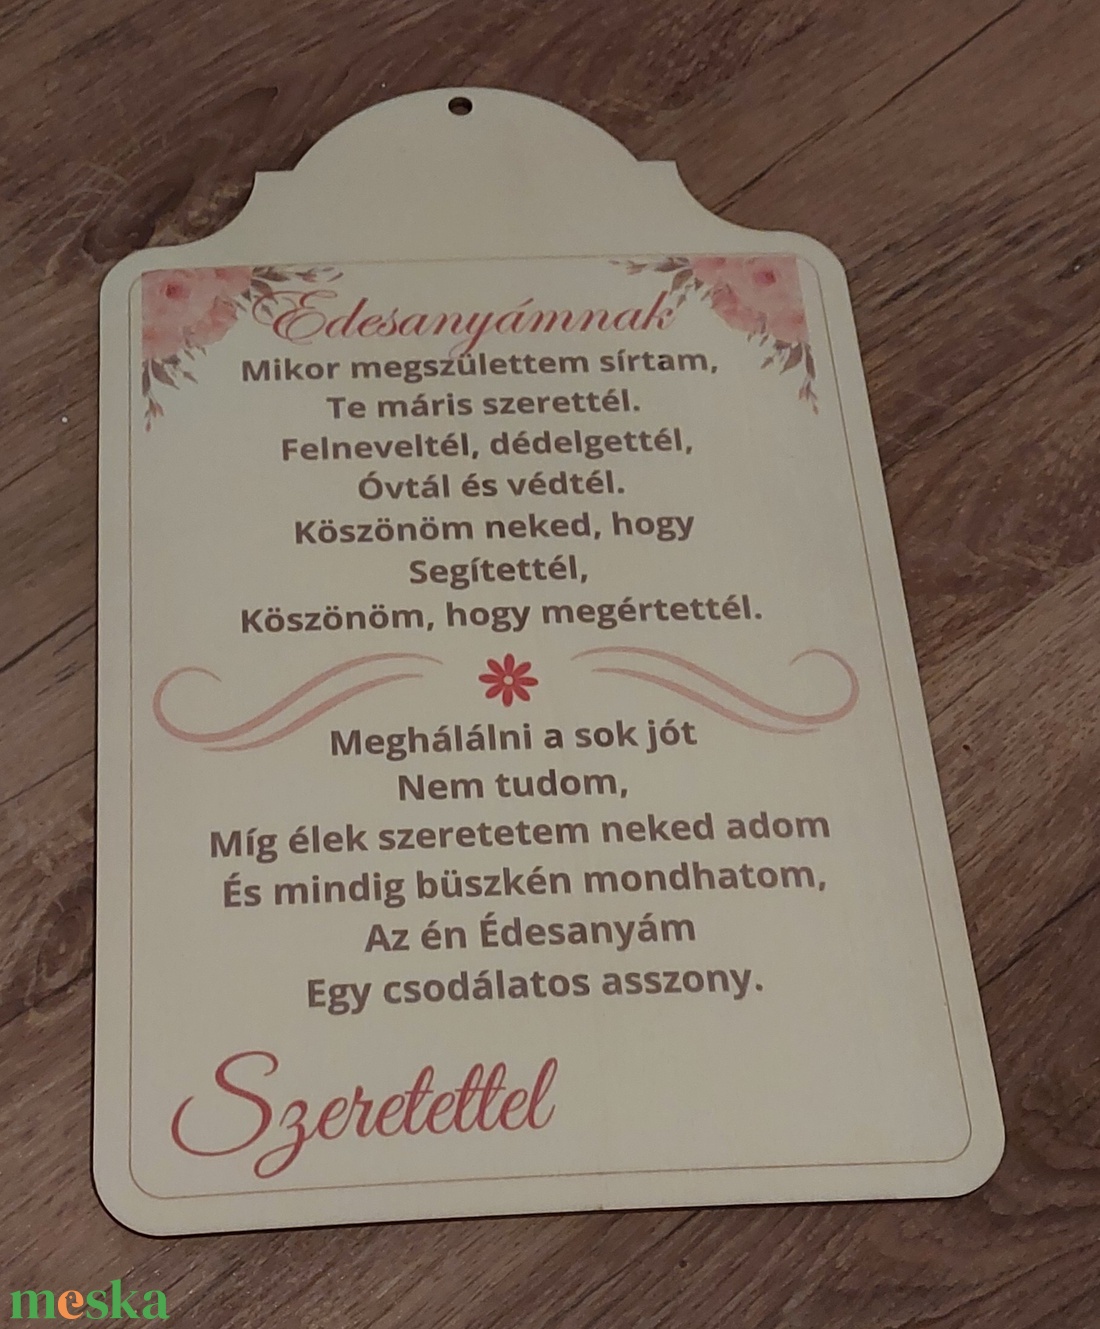 Édesanyámnak
Mikor megszülettem sírtam,
Te máris szerettél.
Felneveltél, dédelgettél,
Óvtál és védtél.
Köszönöm neked, hogy
Segítettél,
Köszönöm, hogy megértettél.
Meghálálni a sok jót
Nem tudom,
Míg élek szeretetem neked adom
És mindig büszkén mondhatom,
Az én Édesanyám
Egy csodálatos asszony.
Szeretettel
meska